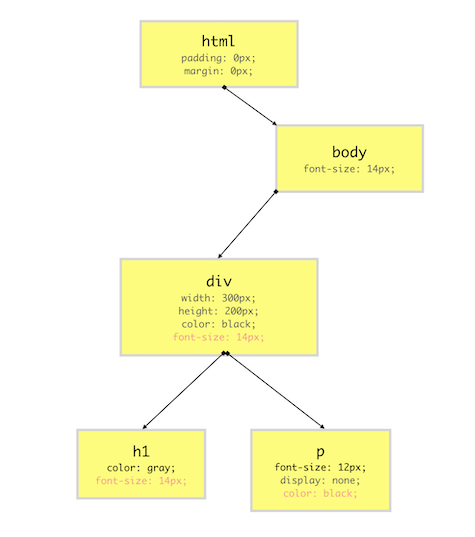 html
padding: 0px;
margin: 0px;
body
font-size: 14px;
div
width: 300px;
height: 200px;
color: black;
font-size: 14px;
h1
color: gray;
font-size: 14px;
p
font-size: 12px;
display: none;
color: black;